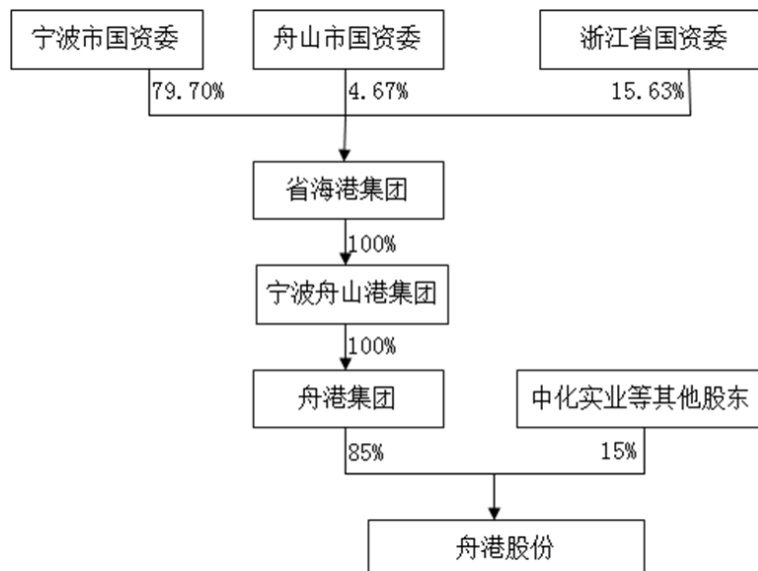 宁波市国资委
舟山市国资委
浙江省国资委
79.70%
4.67%
15.63%
省海港集团
100%
宁波舟山港集团
100%
舟港集团
中化实业等其他股东
85%
15%
舟港股份